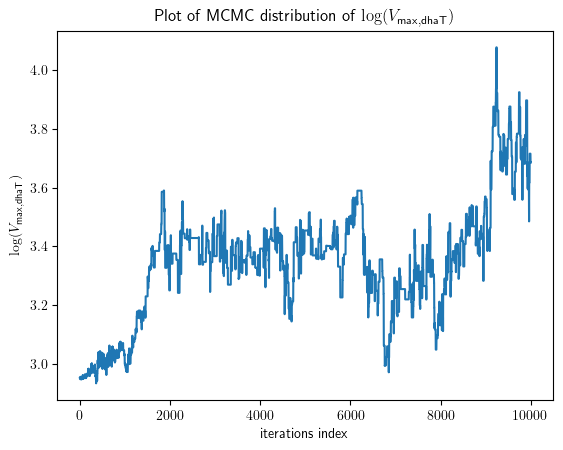 Plot of MCMC distribution of log(V_max,dhaT)
log(V_max,dhaT)
4.0
3.8
3.6
3.4
3.2
3.0
0 2000 4000 6000 8000 10000
iterations index